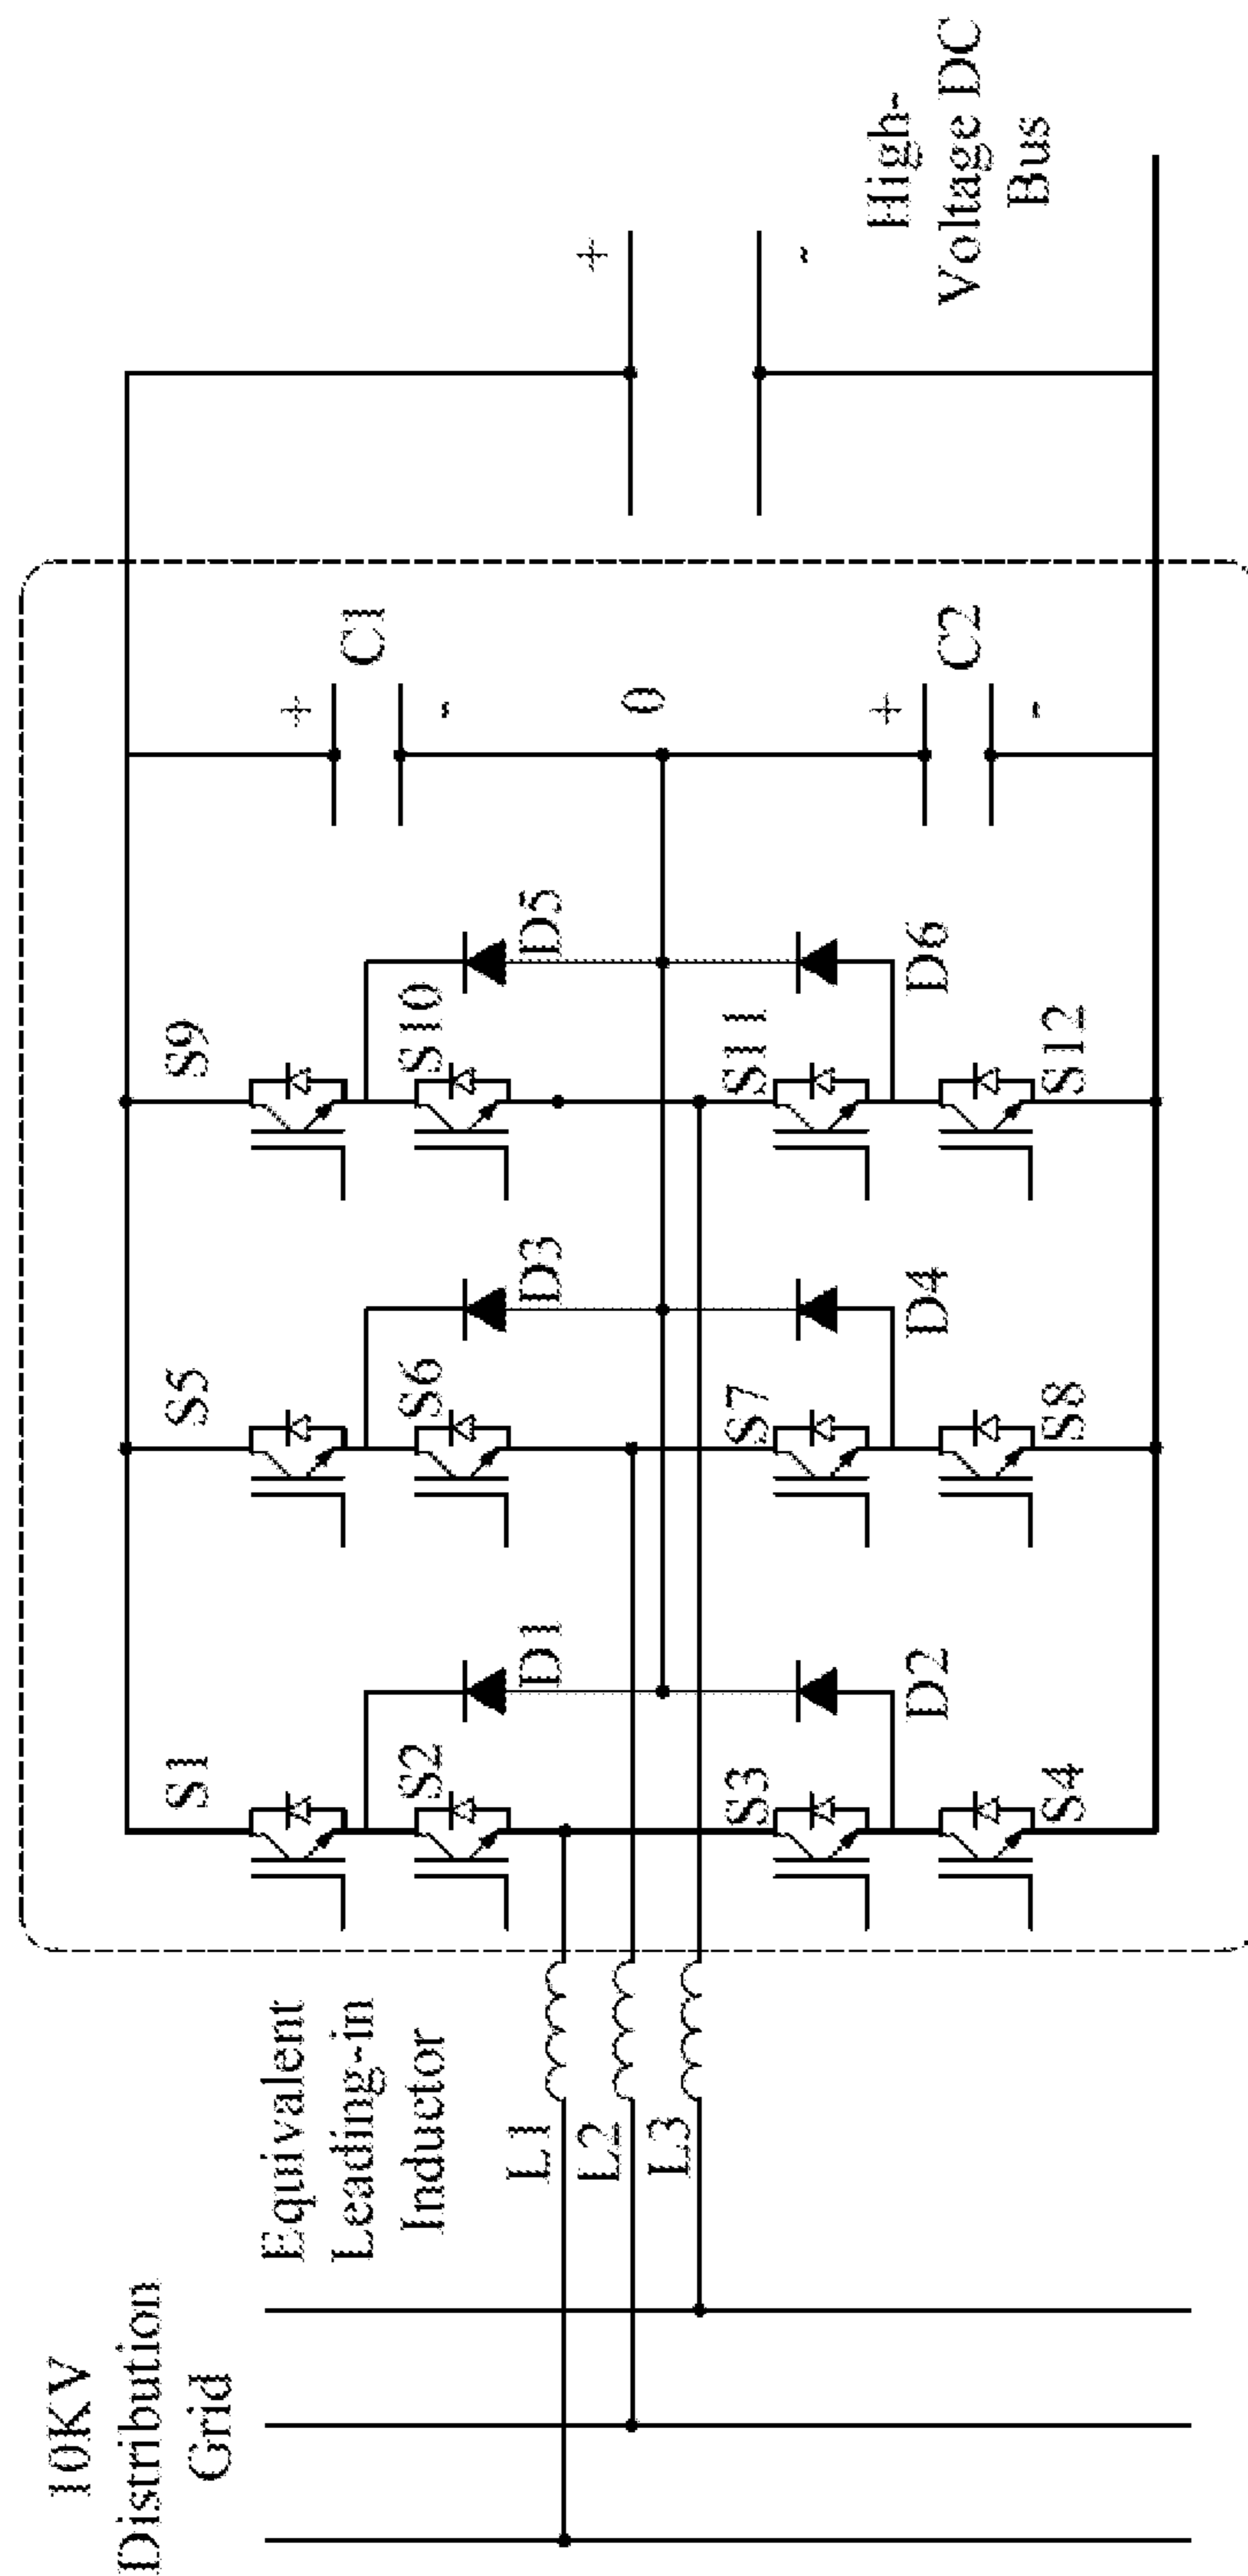 10KV
Distribution
Grid
Equivalent
Leading-in
Inductor
L1
L2
L3
S1
S2
D1
S3
D2
S4
S5
S6
D3
S7
D4
S8
S9
S10
D5
S11
D6
S12
+
C1
-
0
+
C2
-
+
-
High-
Voltage DC
Bus